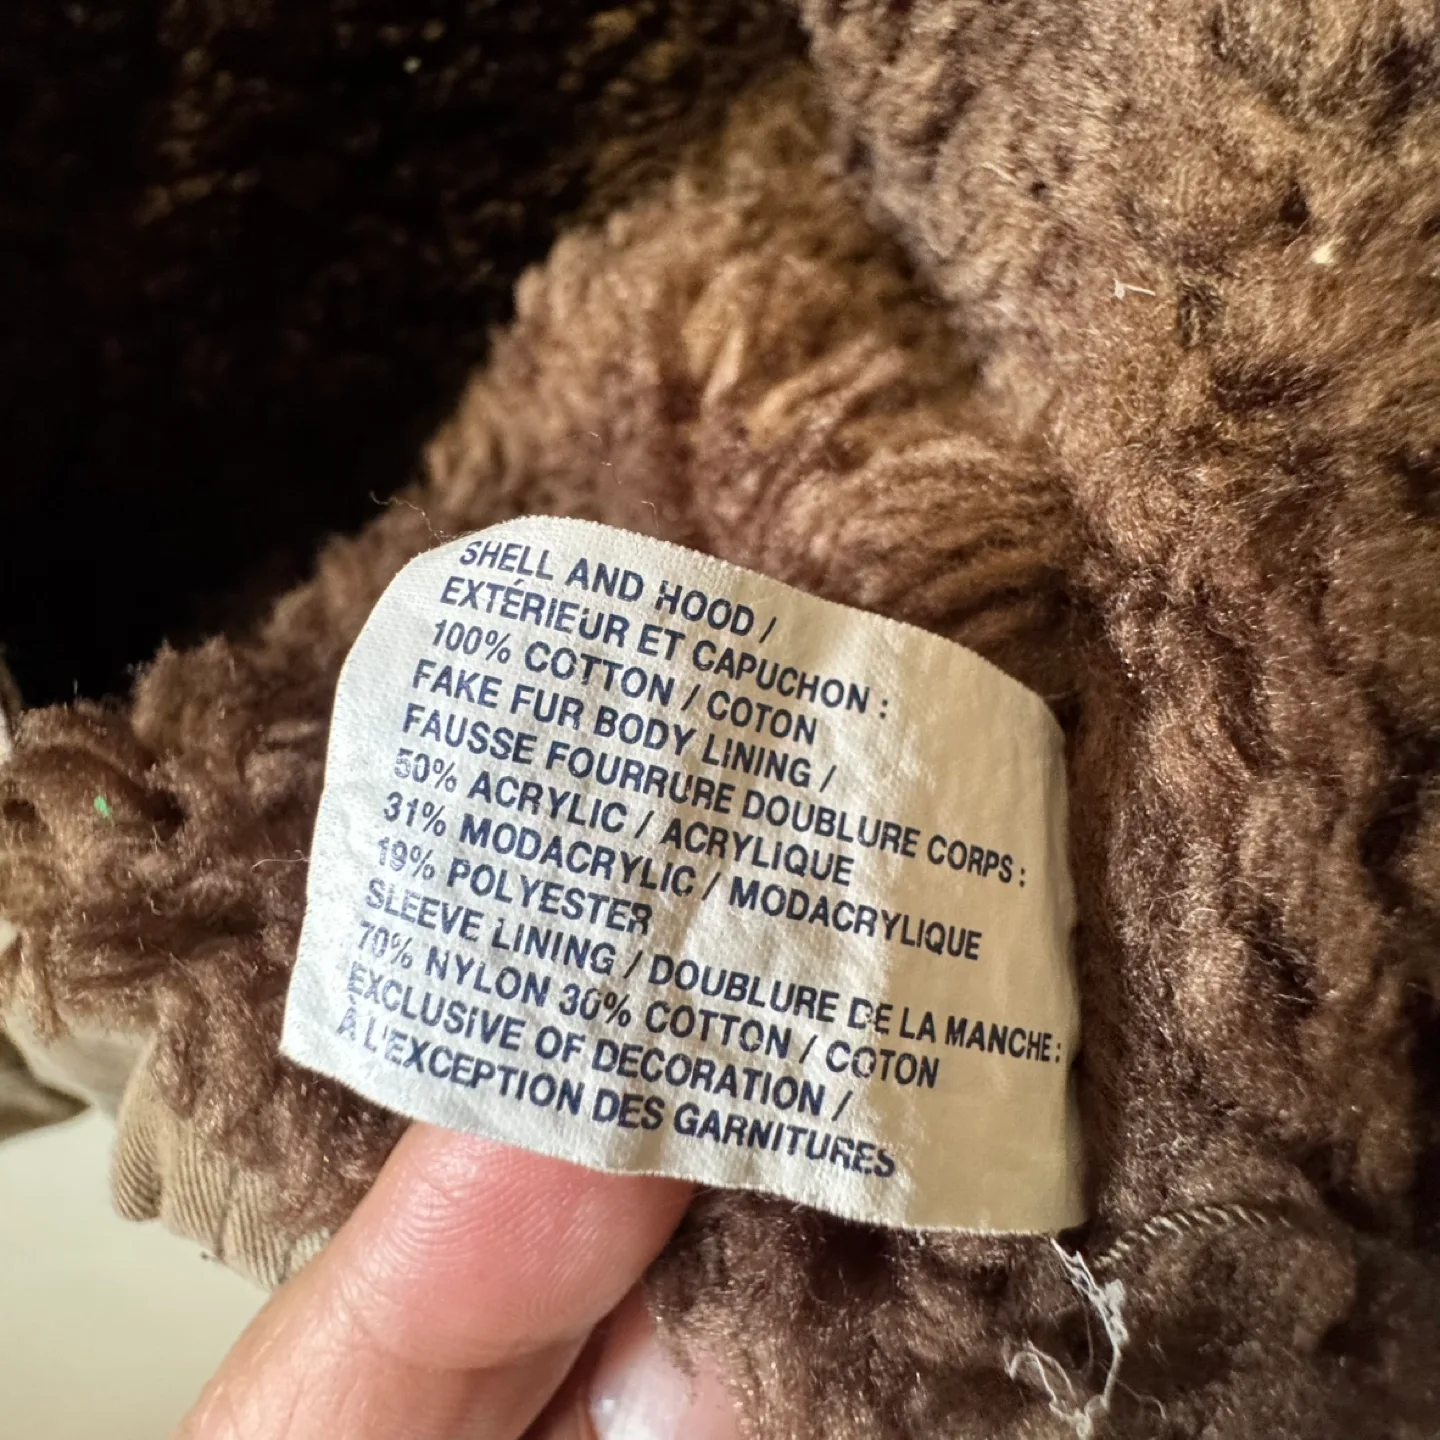 SHELL AND HOOD /
EXTÉRIEUR ET CAPUCHON :
100% COTTON / COTON
FAKE FUR BODY LINING /
FAUSSE FOURRURE DOUBLURE CORPS :
50% ACRYLIC / ACRYLIQUE
31% MODACRYLIC / MODACRYLIQUE
19% POLYESTER
SLEEVE LINING / DOUBLURE DE LA MANCHE :
70% NYLON 30% COTTON / COTON
EXCLUSIVE OF DECORATION /
À L'EXCEPTION DES GARNITURES